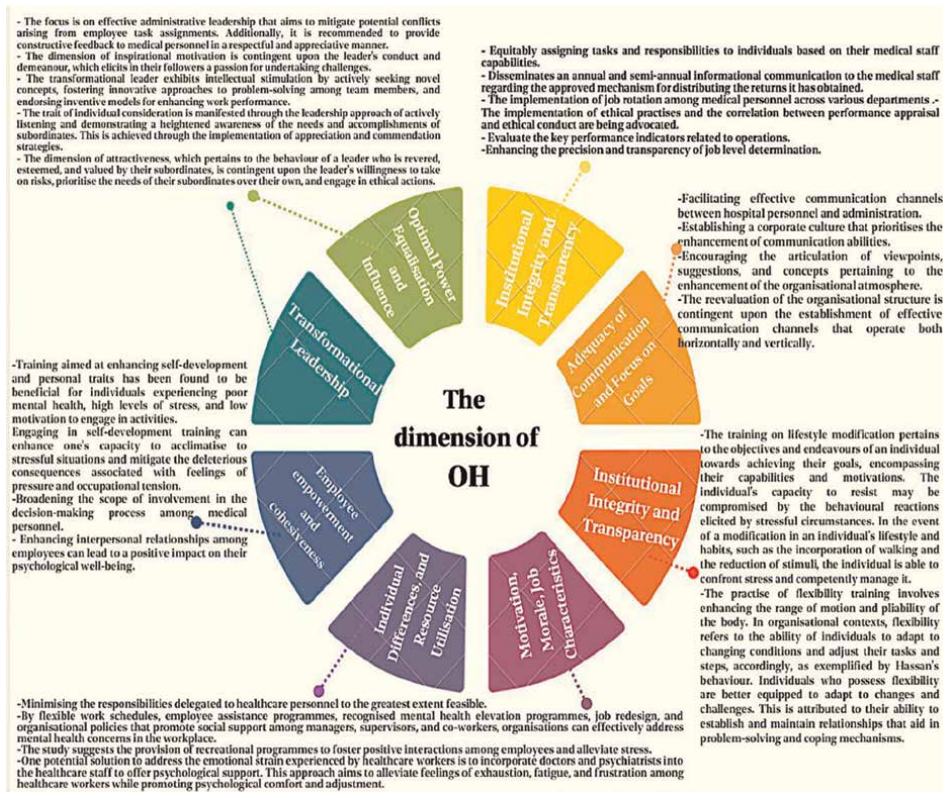 - The focus is on effective administrative leadership that aims to mitigate potential conflicts
arising from employee task assignments. Additionally, it is recommended to provide
constructive feedback to medical personnel in a respectful and appreciative manner.
- The dimension of inspirational motivation is contingent upon the leader's conduct and
demeanour, which elicits in their followers a passion for undertaking challenges.
- The transformational leader exhibits intellectual stimulation by actively seeking novel
concepts, fostering innovative approaches to problem-solving among team members, and
endorsing inventive models for enhancing work performance.
- The trait of individual consideration is manifested through the leadership approach of actively
listening and demonstrating a heightened awareness of the needs and accomplishments of
subordinates. This is achieved through the implementation of appreciation and commendation
strategies.
- The dimension of attractiveness, which pertains to the behaviour of a leader who is revered,
esteemed, and valued by their subordinates, is contingent upon the leader's willingness to take
on risks, prioritise the needs of their subordinates over their own, and engage in ethical actions.
- Equitably assigning tasks and responsibilities to individuals based on their medical staff
capabilities.
- Disseminates an annual and semi-annual informational communication to the medical staff
regarding the approved mechanism for distributing the returns it has obtained.
- The implementation of job rotation among medical personnel across various departments .-
The implementation of ethical practises and the correlation between performance appraisal
and ethical conduct are being advocated.
- Evaluate the key performance indicators related to operations.
-Enhancing the precision and transparency of job level determination.
-Facilitating effective communication channels
between hospital personnel and administration.
-Establishing a corporate culture that prioritises the
enhancement of communication abilities.
-Encouraging the articulation of viewpoints,
suggestions, and concepts pertaining to the
enhancement of the organisational atmosphere.
-The reevaluation of the organisational structure is
contingent upon the establishment of effective
communication channels that operate both
horizontally and vertically.
Optimal Power
Equalisation
and
Influence
Institutional
Integrity and
Transparency
Transformational
Leadership
Adequacy of
Communication
and Focus on
Goals
The
dimension of
OH
Employee
empowerment
and
cohesiveness
Institutional
Integrity and
Transparency
Individual
Differences, and
Resource
Utilisation
Motivation,
Morale; Job
Characteristics
-Training aimed at enhancing self-development
and personal traits has been found to be
beneficial for individuals experiencing poor
mental health, high levels of stress, and low
motivation to engage in activities.
Engaging in self-development training can
enhance one's capacity to acclimatise to
stressful situations and mitigate the deleterious
consequences associated with feelings of
pressure and occupational tension.
-Broadening the scope of involvement in the
decision-making process among medical
personnel.
- Enhancing interpersonal relationships among
employees can lead to a positive impact on their
psychological well-being.
-The training on lifestyle modification pertains
to the objectives and endeavours of an individual
towards achieving their goals, encompassing
their capabilities and motivations. The
individual's capacity to resist may be
compromised by the behavioural reactions
elicited by stressful circumstances. In the event
of a modification in an individual's lifestyle and
habits, such as the incorporation of walking and
the reduction of stimuli, the individual is able to
confront stress and competently manage it.
-The practise of flexibility training involves
enhancing the range of motion and pliability of
the body. In organisational contexts, flexibility
refers to the ability of individuals to adapt to
changing conditions and adjust their tasks and
steps, accordingly, as exemplified by Hassan's
behaviour. Individuals who possess flexibility
are better equipped to adapt to changes and
challenges. This is attributed to their ability to
establish and maintain relationships that aid in
problem-solving and coping mechanisms.
-Minimising the responsibilities delegated to healthcare personnel to the greatest extent feasible.
-By flexible work schedules, employee assistance programmes, recognised mental health elevation programmes, job redesign, and
organisational policies that promote social support among managers, supervisors, and co-workers, organisations can effectively address
mental health concerns in the workplace.
-The study suggests the provision of recreational programmes to foster positive interactions among employees and alleviate stress.
-One potential solution to address the emotional strain experienced by healthcare workers is to incorporate doctors and psychiatrists into
the healthcare staff to offer psychological support. This approach aims to alleviate feelings of exhaustion, fatigue, and frustration among
healthcare workers while promoting psychological comfort and adjustment.